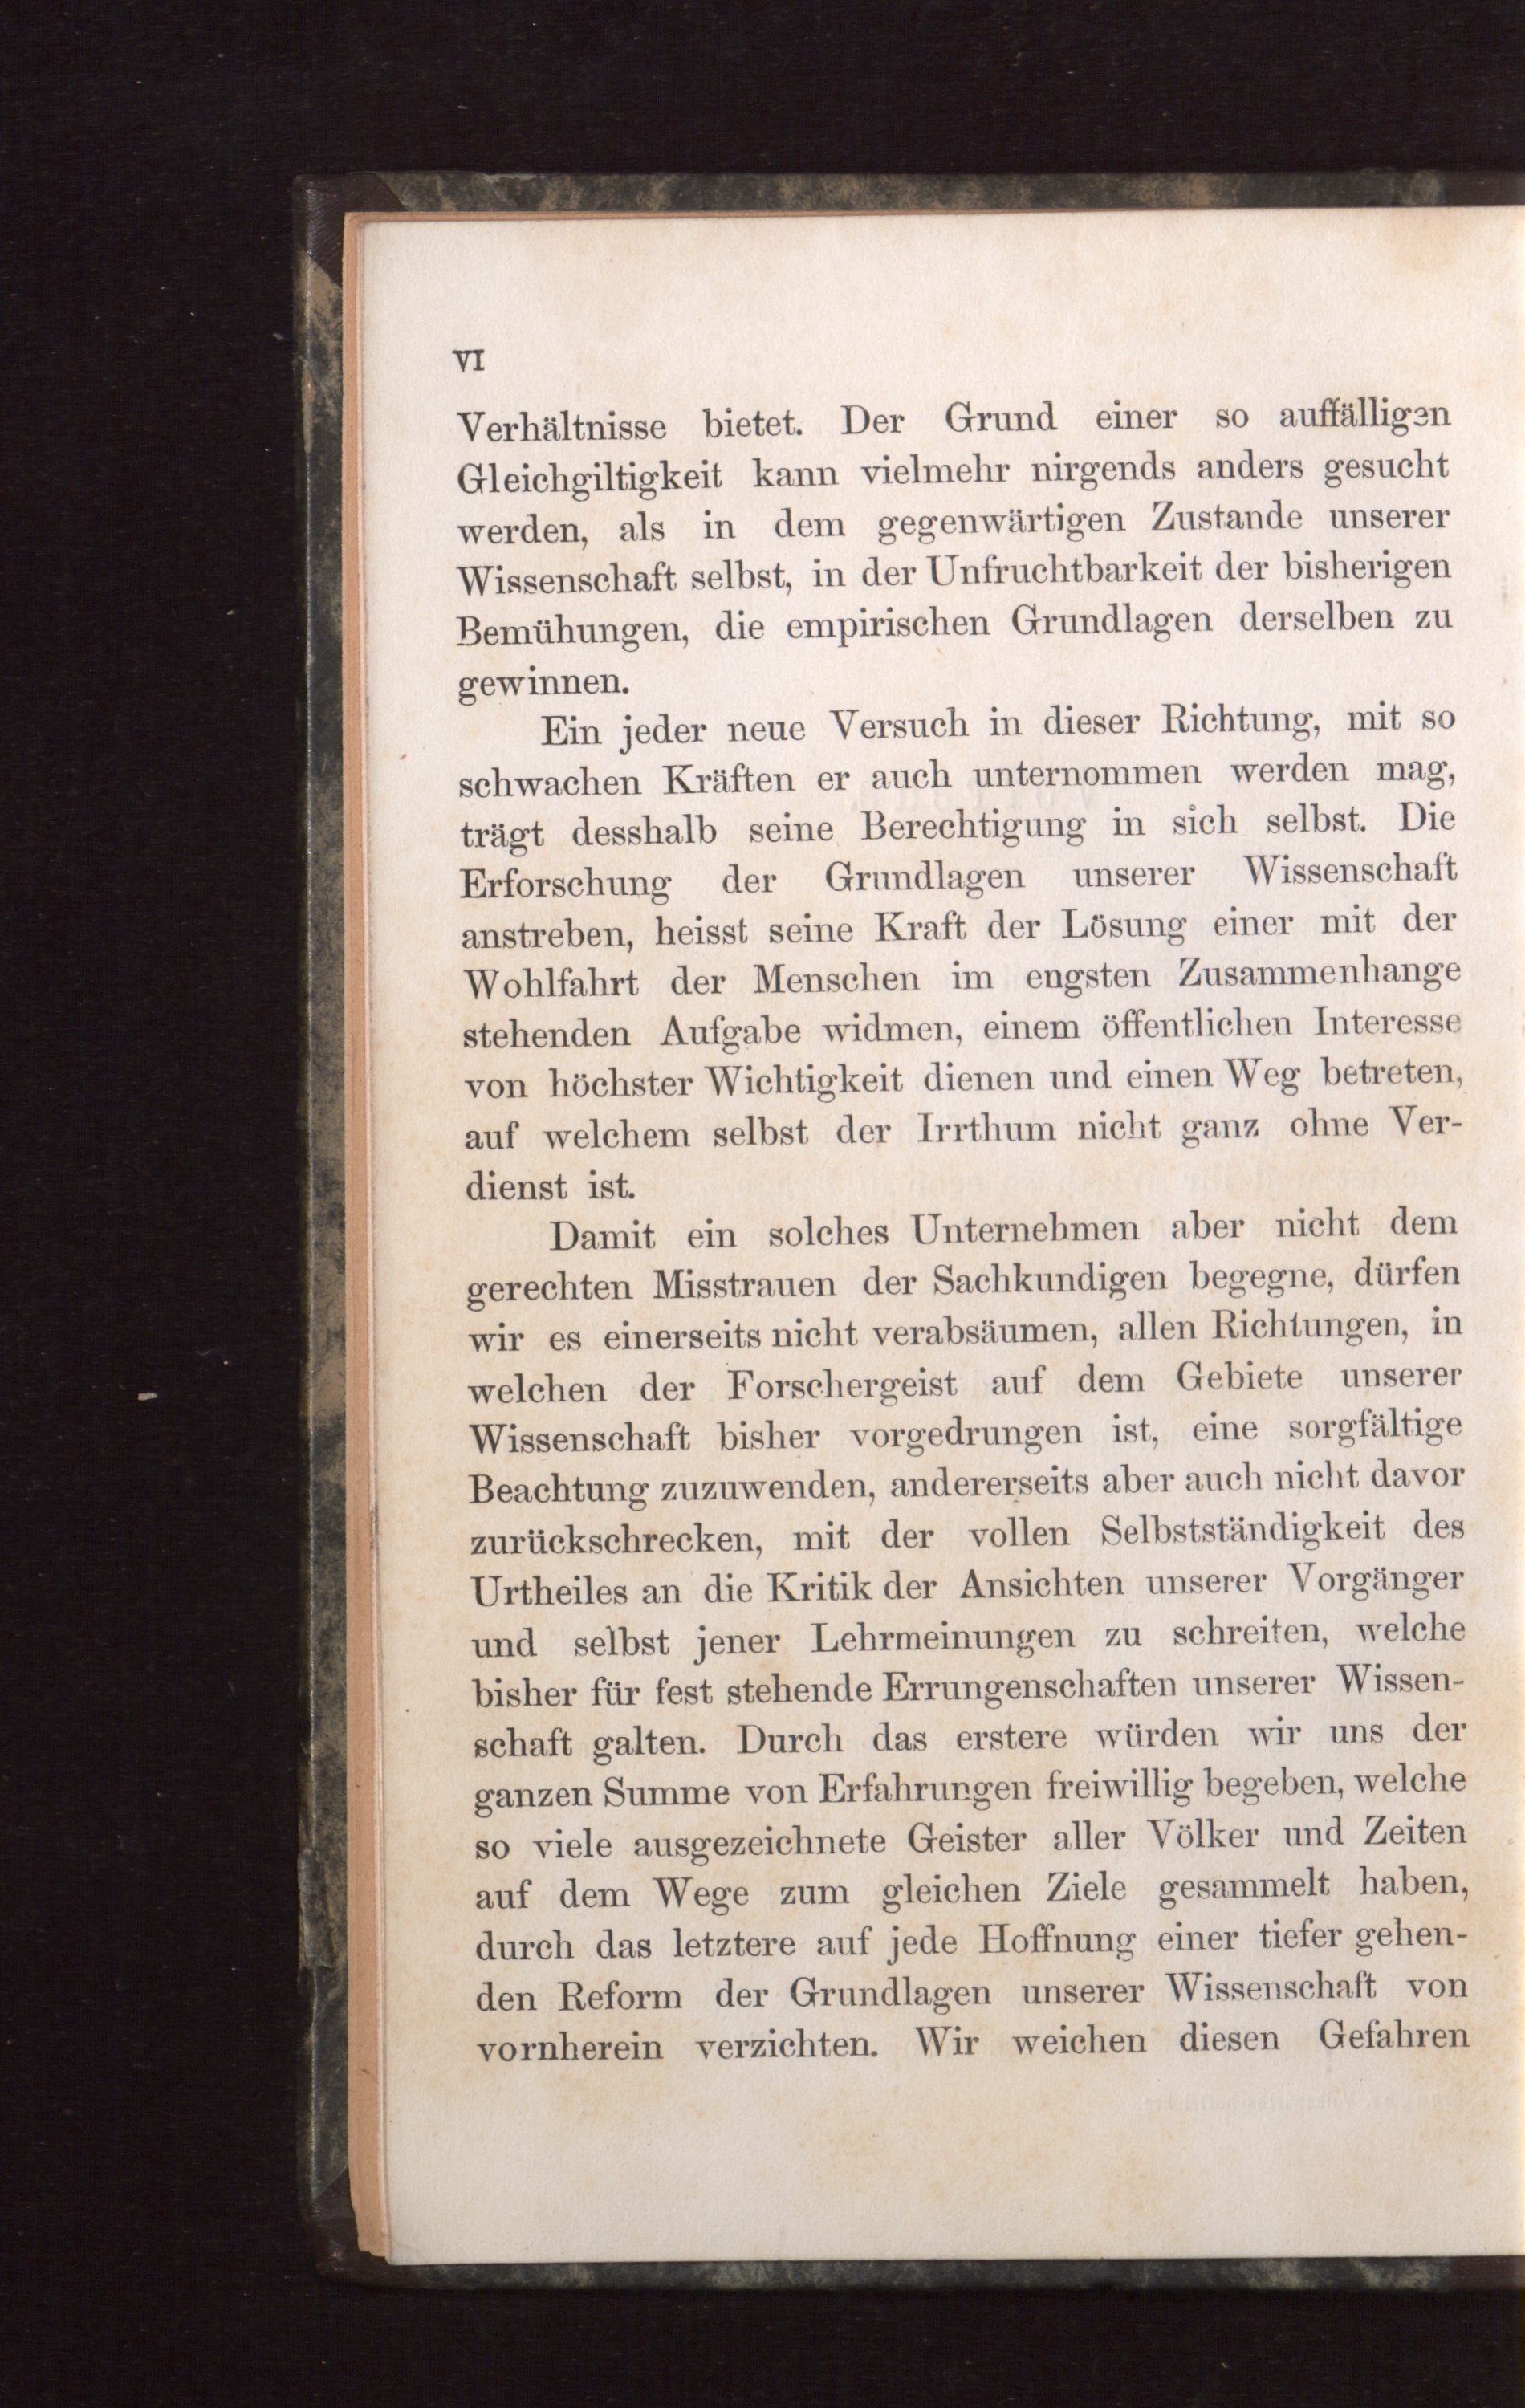 VI
Verhältnisse bietet. Der Grund einer so auffälligen
Gleichgiltigkeit kann vielmehr nirgends anders gesucht
werden, als in dem gegenwärtigen Zustande unserer
Wissenschaft selbst, in der Unfruchtbarkeit der bisherigen
Bemühungen, die empirischen Grundlagen derselben zu
gewinnen.
Ein jeder neue Versuch in dieser Richtung, mit so
schwachen Kräften er auch unternommen werden mag,
trägt desshalb seine Berechtigung in sich selbst. Die
Erforschung der Grundlagen unserer Wissenschaft
anstreben, heisst seine Kraft der Lösung einer mit der
Wohlfahrt der Menschen im engsten Zusammenhange
stehenden Aufgabe widmen, einem öffentlichen Interesse
von höchster Wichtigkeit dienen und einen Weg betreten,
auf welchem selbst der Irrthum nicht ganz ohne Ver-
dienst ist.
Damit ein solches Unternehmen aber nicht dem
gerechten Misstrauen der Sachkundigen begegne, dürfen
wir es einerseits nicht verabsäumen, allen Richtungen, in
welchen der Forschergeist auf dem Gebiete unserer
Wissenschaft bisher vorgedrungen ist, eine sorgfältige
Beachtung zuzuwenden, andererseits aber auch nicht davor
zurückschrecken, mit der vollen Selbstständigkeit des
Urtheiles an die Kritik der Ansichten unserer Vorgänger
und selbst jener Lehrmeinungen zu schreiten, welche
bisher für fest stehende Errungenschaften unserer Wissen-
schaft galten. Durch das erstere würden wir uns der
ganzen Summe von Erfahrungen freiwillig begeben, welche
so viele ausgezeichnete Geister aller Völker und Zeiten
auf dem Wege zum gleichen Ziele gesammelt haben,
durch das letztere auf jede Hoffnung einer tiefer gehen-
den Reform der Grundlagen unserer Wissenschaft von
vornherein verzichten. Wir weichen diesen Gefahren